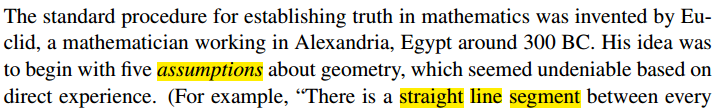 The standard procedure for establishing truth in mathematics was invented by Eu-
clid, a mathematician working in Alexandria, Egypt around 300 BC. His idea was
to begin with five assumptions about geometry, which seemed undeniable based on
direct experience. (For example, “There is a straight line segment between every